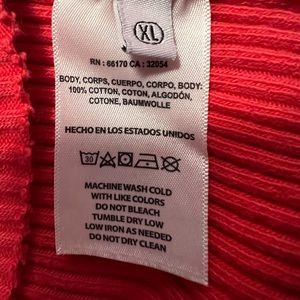 XL
RN : 66170 CA : 32054
BODY, CORPS, CUERPO, CORPO, BODY:
100% COTTON, COTON, ALGODÓN,
COTONE, BAUMWOLLE
HECHO EN LOS ESTADOS UNIDOS
30
MACHINE WASH COLD
WITH LIKE COLORS
DO NOT BLEACH
TUMBLE DRY LOW
LOW IRON AS NEEDED
DO NOT DRY CLEAN